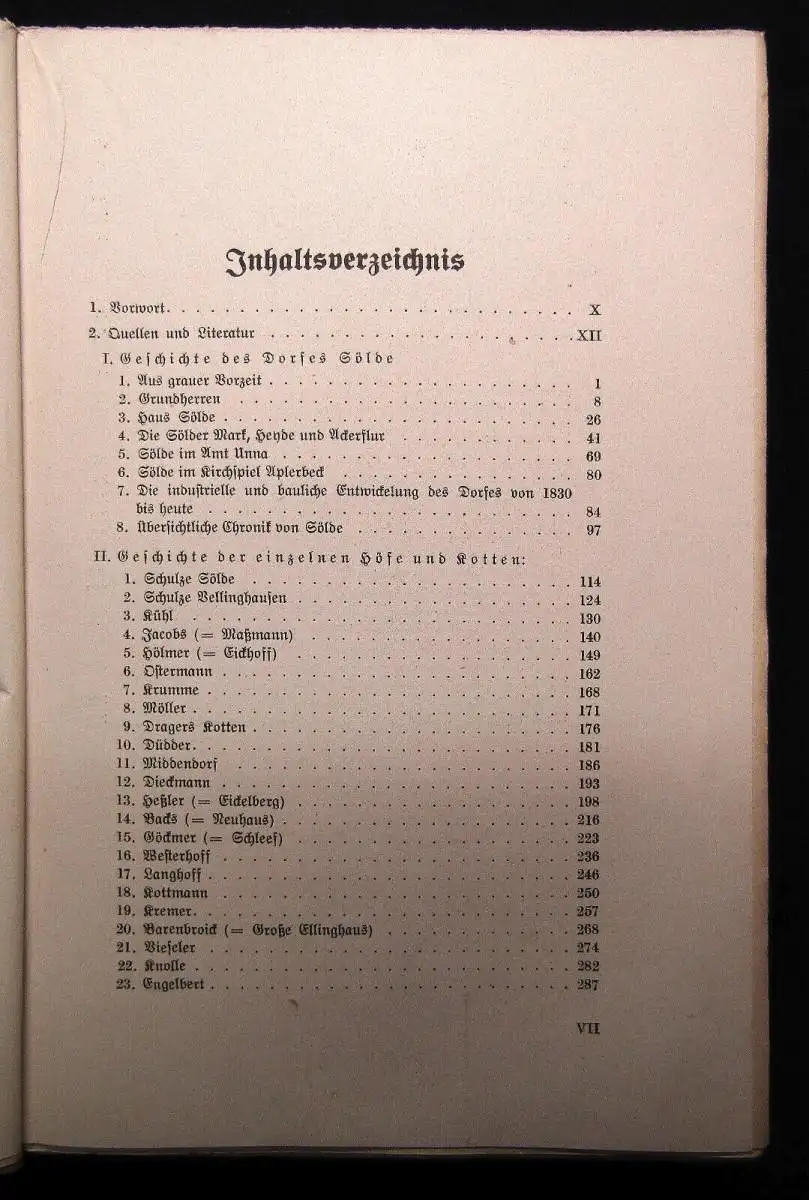 Inhaltsverzeichnis
1. Vorwort. . . . . . . . . . . . . . . . . . . . . . . . . . . . X
2. Quellen und Literatur . . . . . . . . . . . . . . . . . . . . XII
I. Geschichte des Dorfes Sölde
1. Aus grauer Vorzeit . . . . . . . . . . . . . . . . . . . . . 1
2. Grundherren . . . . . . . . . . . . . . . . . . . . . . . 8
3. Haus Sölde . . . . . . . . . . . . . . . . . . . . . . . . 26
4. Die Sölder Mark, Heyde und Ackerflur . . . . . . . . . . . . 41
5. Sölde im Amt Unna . . . . . . . . . . . . . . . . . . . . 69
6. Sölde im Kirchspiel Aplerbeck . . . . . . . . . . . . . . . . 80
7. Die industrielle und bauliche Entwickelung des Dorfes von 1830
bis heute . . . . . . . . . . . . . . . . . . . . . . . . . 84
8. Übersichtliche Chronik von Sölde . . . . . . . . . . . . . . . 97
II. Geschichte der einzelnen Höfe und Kotten:
1. Schulze Sölde . . . . . . . . . . . . . . . . . . . . . . 114
2. Schulze Vellinghausen . . . . . . . . . . . . . . . . . . . 124
3. Kühl . . . . . . . . . . . . . . . . . . . . . . . . . . 130
4. Jacobs (= Maßmann) . . . . . . . . . . . . . . . . . . 140
5. Hölmer (= Eickhoff) . . . . . . . . . . . . . . . . . . . 149
6. Ostermann . . . . . . . . . . . . . . . . . . . . . . . . 162
7. Krumme . . . . . . . . . . . . . . . . . . . . . . . . . 168
8. Möller . . . . . . . . . . . . . . . . . . . . . . . . . . 171
9. Dragers Kotten . . . . . . . . . . . . . . . . . . . . . . 176
10. Düdder. . . . . . . . . . . . . . . . . . . . . . . . . . 181
11. Middendorf . . . . . . . . . . . . . . . . . . . . . . . 186
12. Dieckmann . . . . . . . . . . . . . . . . . . . . . . . . 193
13. Heßler (= Eickelberg) . . . . . . . . . . . . . . . . . . . 198
14. Backs (= Neuhaus) . . . . . . . . . . . . . . . . . . . . 216
15. Göckmer (= Schleef) . . . . . . . . . . . . . . . . . . . 223
16. Westerhoff . . . . . . . . . . . . . . . . . . . . . . . . 236
17. Langhoff . . . . . . . . . . . . . . . . . . . . . . . . . 246
18. Kottmann . . . . . . . . . . . . . . . . . . . . . . . . 250
19. Kremer. . . . . . . . . . . . . . . . . . . . . . . . . . 257
20. Barenbroick (= Große Ellinghaus) . . . . . . . . . . . . . 268
21. Vieseler . . . . . . . . . . . . . . . . . . . . . . . . . 274
22. Knolle . . . . . . . . . . . . . . . . . . . . . . . . . . 282
23. Engelbert . . . . . . . . . . . . . . . . . . . . . . . . . 287
VII